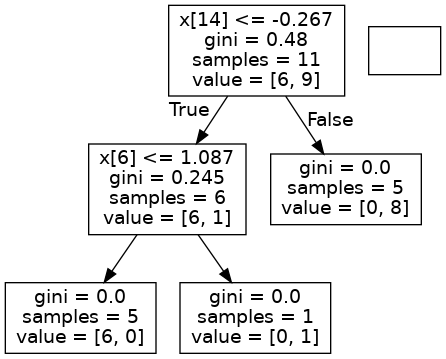 x[14] <= -0.267
gini = 0.48
samples = 11
value = [6, 9]
True
False
x[6] <= 1.087
gini = 0.245
samples = 6
value = [6, 1]
gini = 0.0
samples = 5
value = [0, 8]
gini = 0.0
samples = 5
value = [6, 0]
gini = 0.0
samples = 1
value = [0, 1]